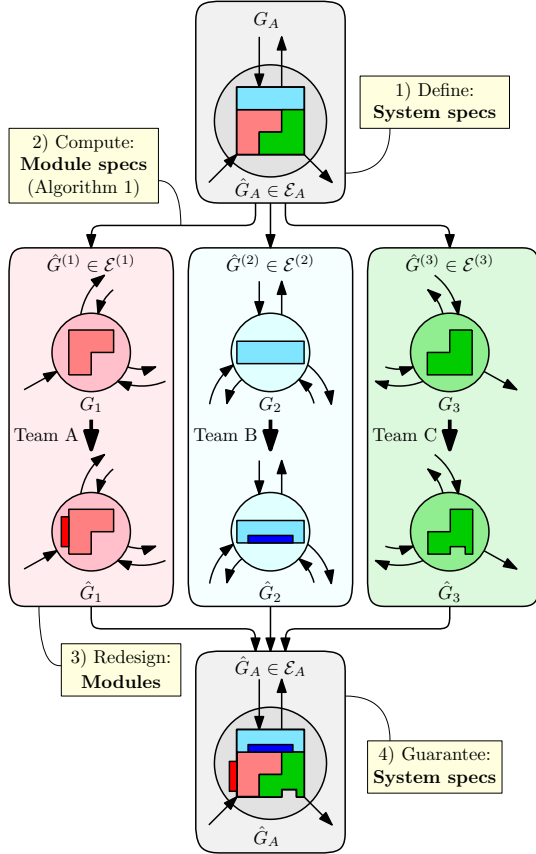 G_A
1) Define:
System specs
2) Compute:
Module specs
(Algorithm 1)
Ĝ_A ∈ ℰ_A
Ĝ^(1) ∈ ℰ^(1)
Ĝ^(2) ∈ ℰ^(2)
Ĝ^(3) ∈ ℰ^(3)
G_1
G_2
G_3
Team A
Team B
Team C
Ĝ_1
Ĝ_2
Ĝ_3
3) Redesign:
Modules
Ĝ_A ∈ ℰ_A
4) Guarantee:
System specs
Ĝ_A